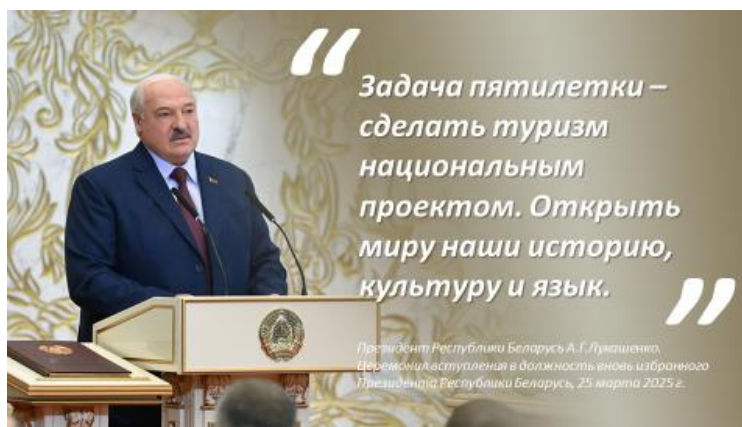 “
Задача пятилетки –
сделать туризм
национальным
проектом. Открыть
миру наши историю,
культуру и язык.
”
Президент Республики Беларусь А.Г.Лукашенко.
Церемония вступления в должность вновь избранного
Президента Республики Беларусь, 25 марта 2025 г.